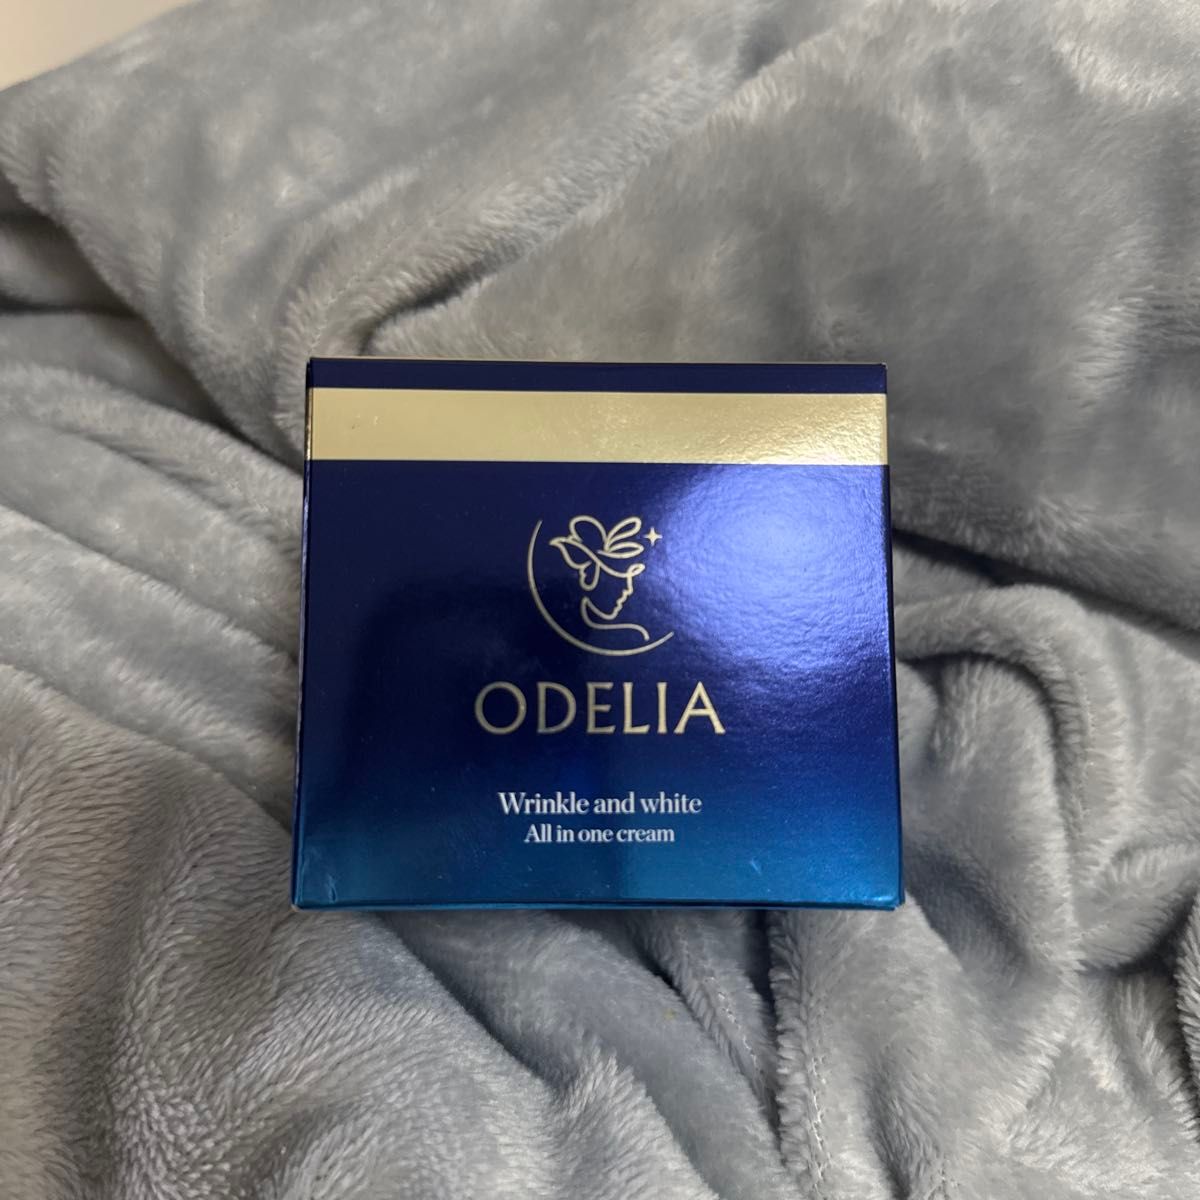 ODELIA
Wrinkle and white
All in one cream